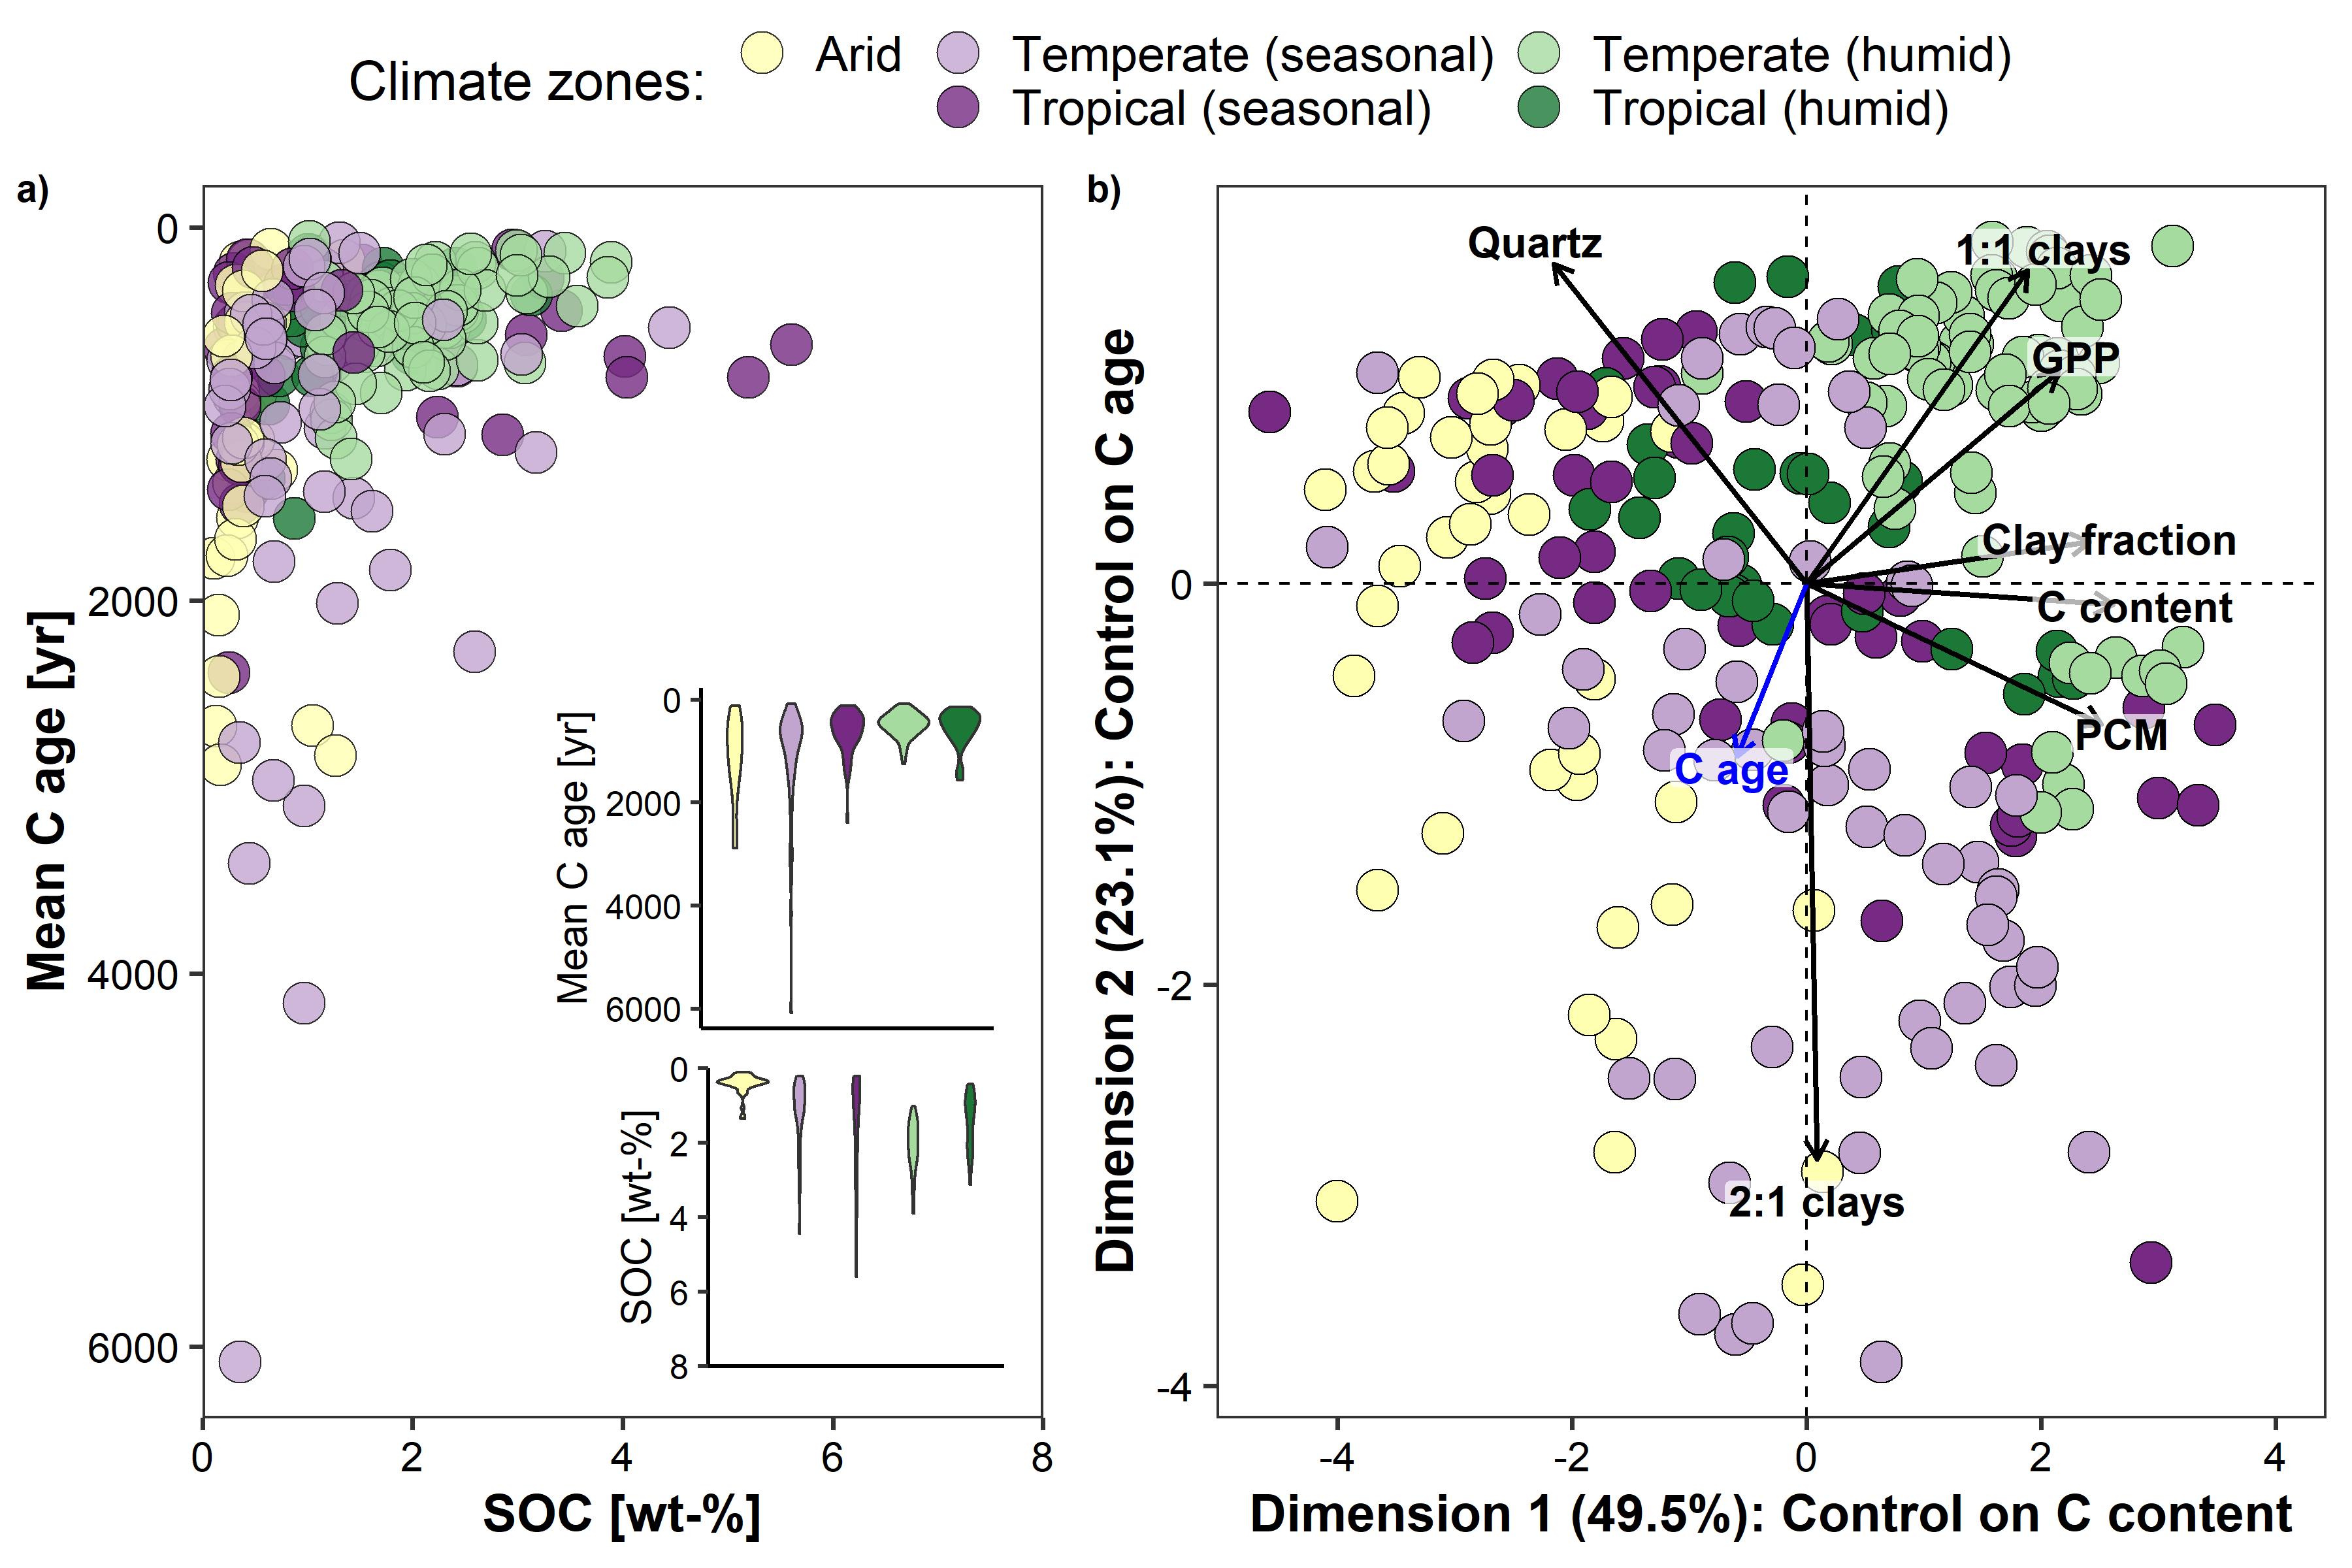 Climate zones:
Arid
Temperate (seasonal)
Temperate (humid)
Tropical (seasonal)
Tropical (humid)
a)
Mean C age [yr]
0
2000
4000
6000
0
2
4
6
8
SOC [wt-%]
Mean C age [yr]
0
2000
4000
6000
SOC [wt-%]
0
2
4
6
8
b)
Dimension 2 (23.1%): Control on C age
0
-2
-4
Quartz
1:1 clays
GPP
Clay fraction
C content
PCM
C age
2:1 clays
-4
-2
0
2
4
Dimension 1 (49.5%): Control on C content